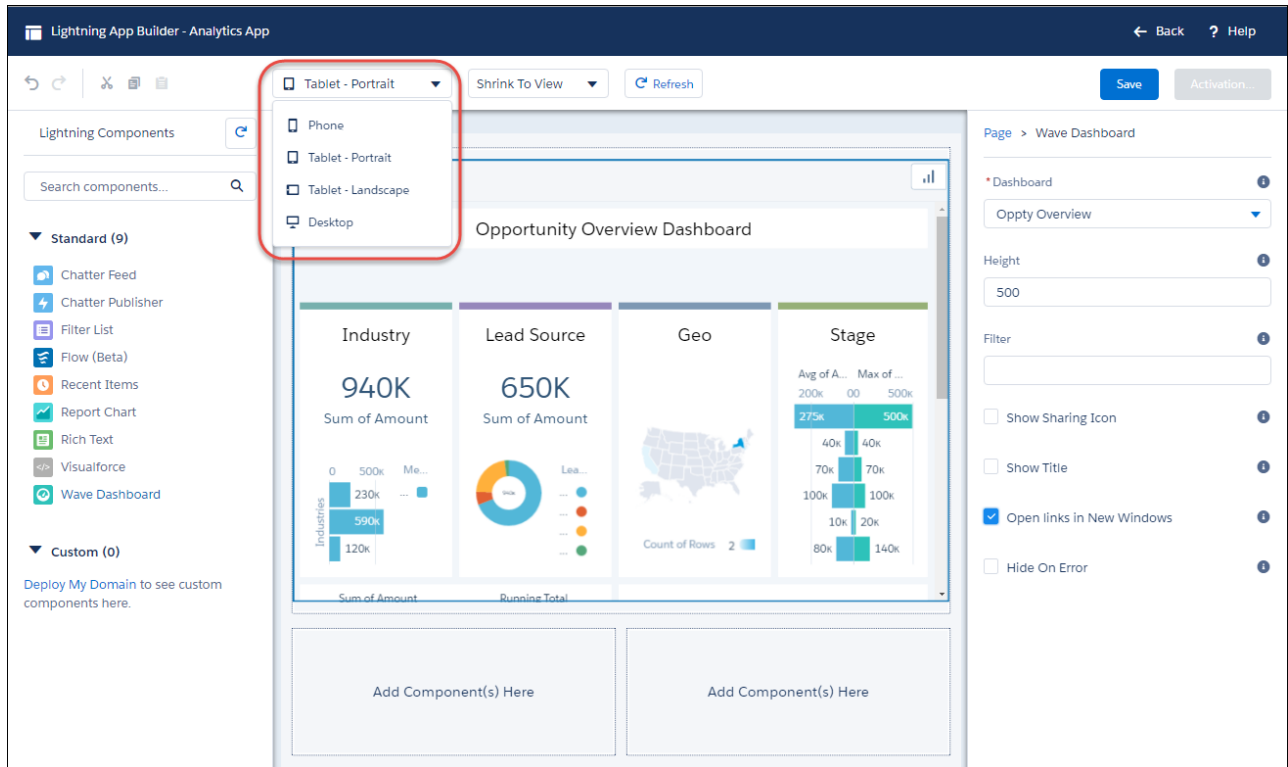 Lightning App Builder - Analytics App
Back
? Help
Tablet - Portrait
Shrink To View
Refresh
Save
Activation...
Phone
Tablet - Portrait
Tablet - Landscape
Desktop
Lightning Components
Search components...
Standard (9)
Chatter Feed
Chatter Publisher
Filter List
Flow (Beta)
Recent Items
Report Chart
Rich Text
Visualforce
Wave Dashboard
Custom (0)
Deploy My Domain to see custom
components here.
Opportunity Overview Dashboard
Industry
940K
Sum of Amount
0 500K Me...
Industries
230K ...
590K
120K
Lead Source
650K
Sum of Amount
Lea...
...
...
...
...
Geo
Count of Rows 2
Stage
Avg of A... Max of ...
200K 00 500K
275K 500K
40K 40K
70K 70K
100K 100K
10K 20K
80K 140K
Sum of Amount
Running Total
Add Component(s) Here
Add Component(s) Here
Page > Wave Dashboard
*Dashboard
Oppty Overview
Height
500
Filter
Show Sharing Icon
Show Title
Open links in New Windows
Hide On Error